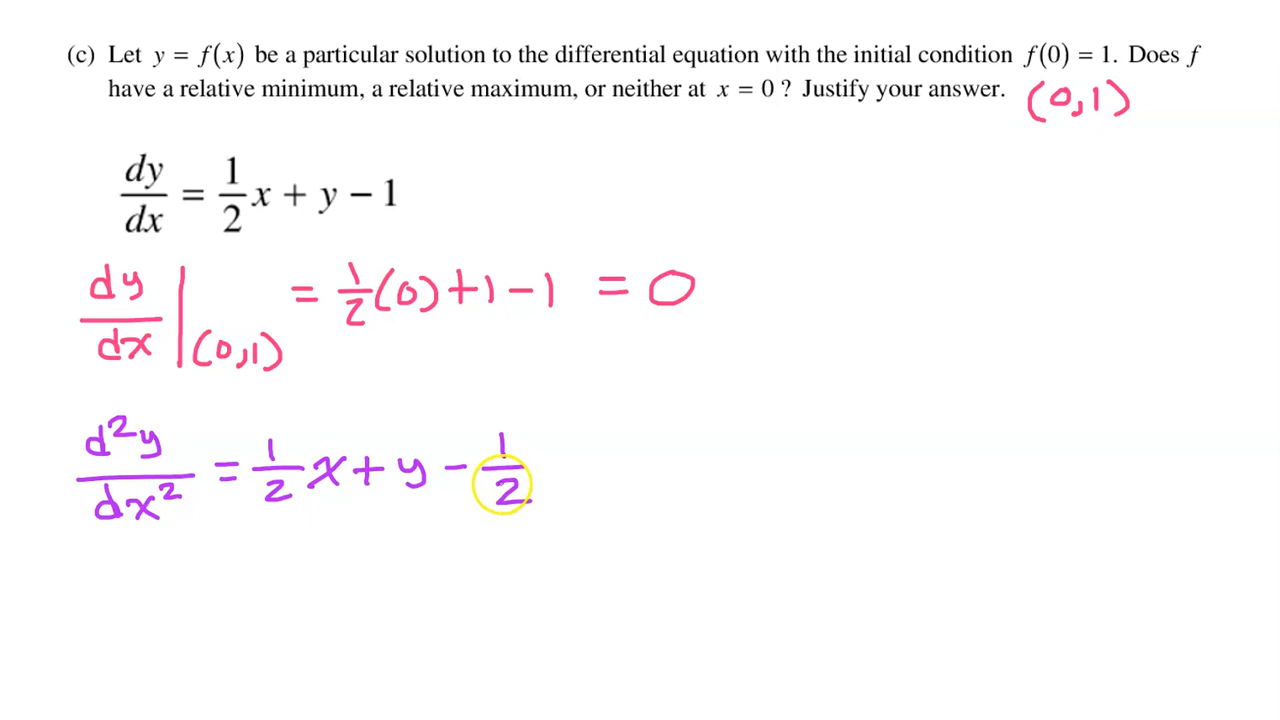 (c) Let y = f(x) be a particular solution to the differential equation with the initial condition f(0) = 1. Does f
have a relative minimum, a relative maximum, or neither at x = 0 ? Justify your answer. (0,1)
dy/dx = 1/2 x + y − 1
dy/dx |(0,1) = 1/2 (0) + 1 − 1 = 0
d²y/dx² = 1/2 x + y − 1/2